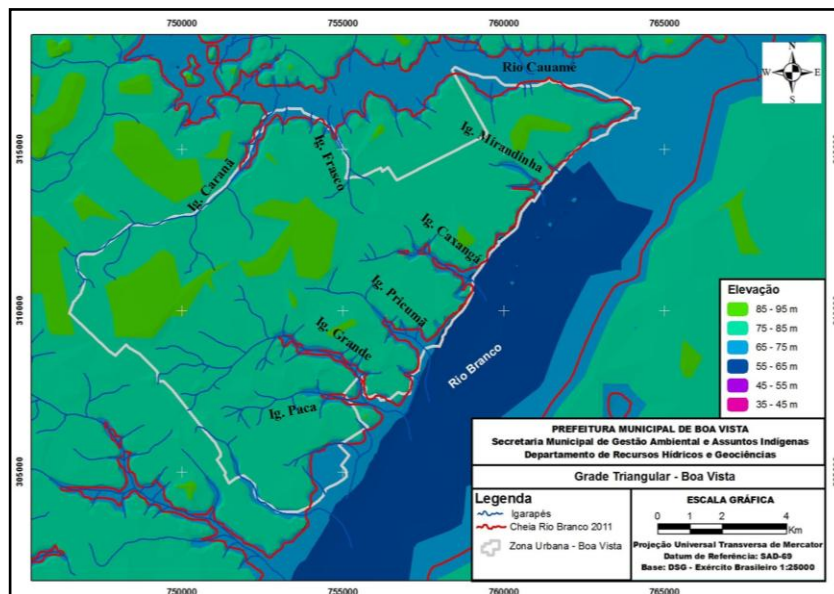 750000 755000 760000 765000
315000
310000
305000
N
W E
S
Rio Cauamé
Ig. Mirandinha
Ig. Frasco
Ig. Caranã
Ig. Caxangá
Ig. Pricumã
Ig. Grande
Rio Branco
Ig. Paca
Elevação
85 - 95 m
75 - 85 m
65 - 75 m
55 - 65 m
45 - 55 m
35 - 45 m
PREFEITURA MUNICIPAL DE BOA VISTA
Secretaria Municipal de Gestão Ambiental e Assuntos Indígenas
Departamento de Recursos Hídricos e Geociências
Grade Triangular - Boa Vista
Legenda
Igarapés
Cheia Rio Branco 2011
Zona Urbana - Boa Vista
ESCALA GRÁFICA
0 1 2 4
Km
Projeção Universal Transversa de Mercator
Datum de Referência: SAD-69
Base: DSG - Exército Brasileiro 1:25000
750000 755000 760000 765000